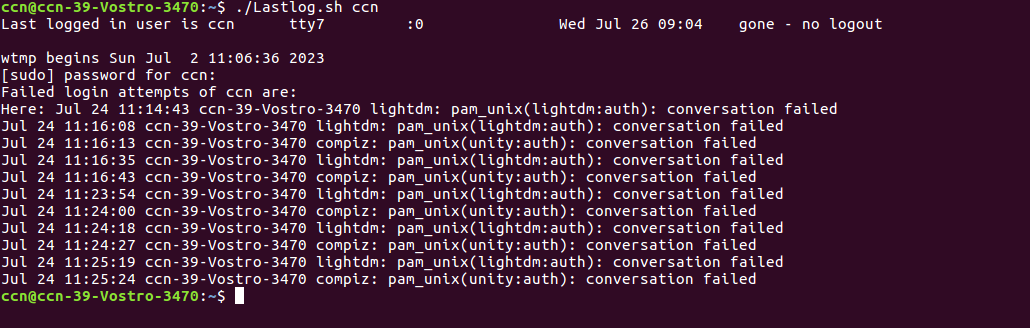 ccn@ccn-39-Vostro-3470:~$ ./Lastlog.sh ccn
Last logged in user is ccn      tty7         :0               Wed Jul 26 09:04    gone - no logout
wtmp begins Sun Jul  2 11:06:36 2023
[sudo] password for ccn:
Failed login attempts of ccn are:
Here: Jul 24 11:14:43 ccn-39-Vostro-3470 lightdm: pam_unix(lightdm:auth): conversation failed
Jul 24 11:16:08 ccn-39-Vostro-3470 lightdm: pam_unix(lightdm:auth): conversation failed
Jul 24 11:16:13 ccn-39-Vostro-3470 compiz: pam_unix(unity:auth): conversation failed
Jul 24 11:16:35 ccn-39-Vostro-3470 lightdm: pam_unix(lightdm:auth): conversation failed
Jul 24 11:16:43 ccn-39-Vostro-3470 compiz: pam_unix(unity:auth): conversation failed
Jul 24 11:23:54 ccn-39-Vostro-3470 lightdm: pam_unix(lightdm:auth): conversation failed
Jul 24 11:24:00 ccn-39-Vostro-3470 compiz: pam_unix(unity:auth): conversation failed
Jul 24 11:24:18 ccn-39-Vostro-3470 lightdm: pam_unix(lightdm:auth): conversation failed
Jul 24 11:24:27 ccn-39-Vostro-3470 compiz: pam_unix(unity:auth): conversation failed
Jul 24 11:25:19 ccn-39-Vostro-3470 lightdm: pam_unix(lightdm:auth): conversation failed
Jul 24 11:25:24 ccn-39-Vostro-3470 compiz: pam_unix(unity:auth): conversation failed
ccn@ccn-39-Vostro-3470:~$